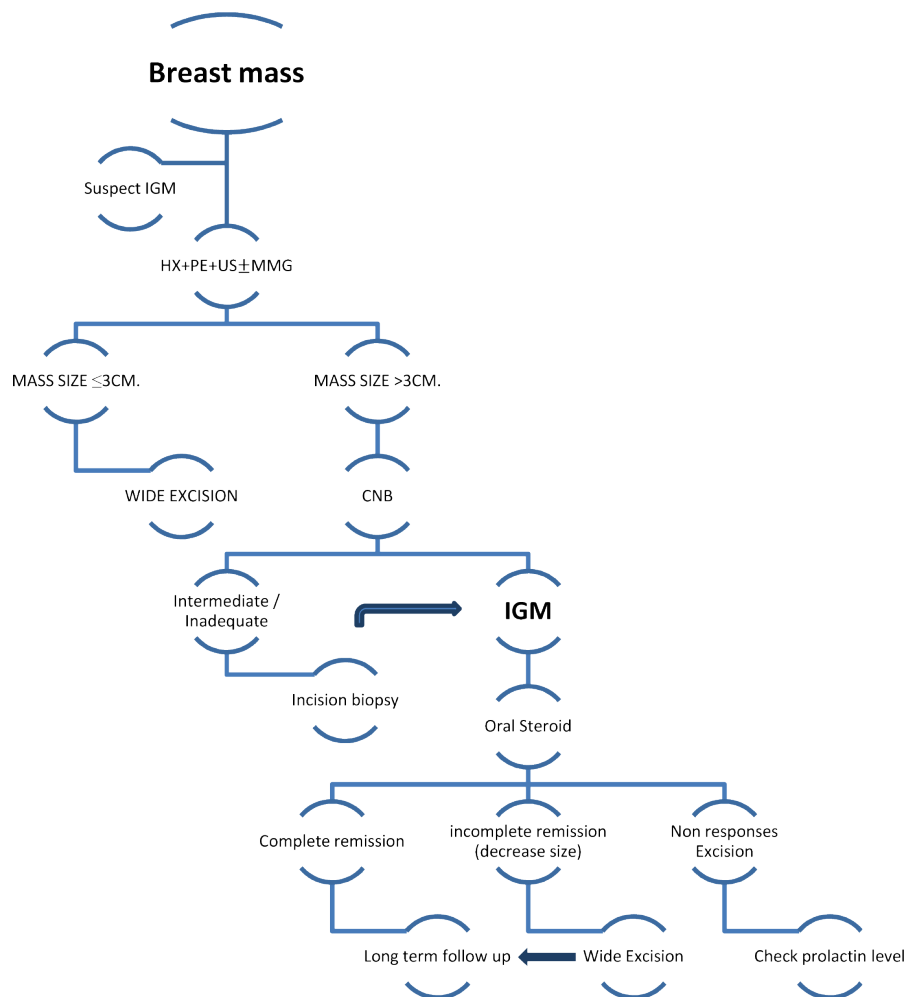 Breast mass
Suspect IGM
HX+PE+US±MMG
MASS SIZE ≤3CM.
MASS SIZE >3CM.
WIDE EXCISION
CNB
Intermediate /
Inadequate
IGM
Incision biopsy
Oral Steroid
Complete remission
incomplete remission
(decrease size)
Non responses
Excision
Long term follow up
Wide Excision
Check prolactin level